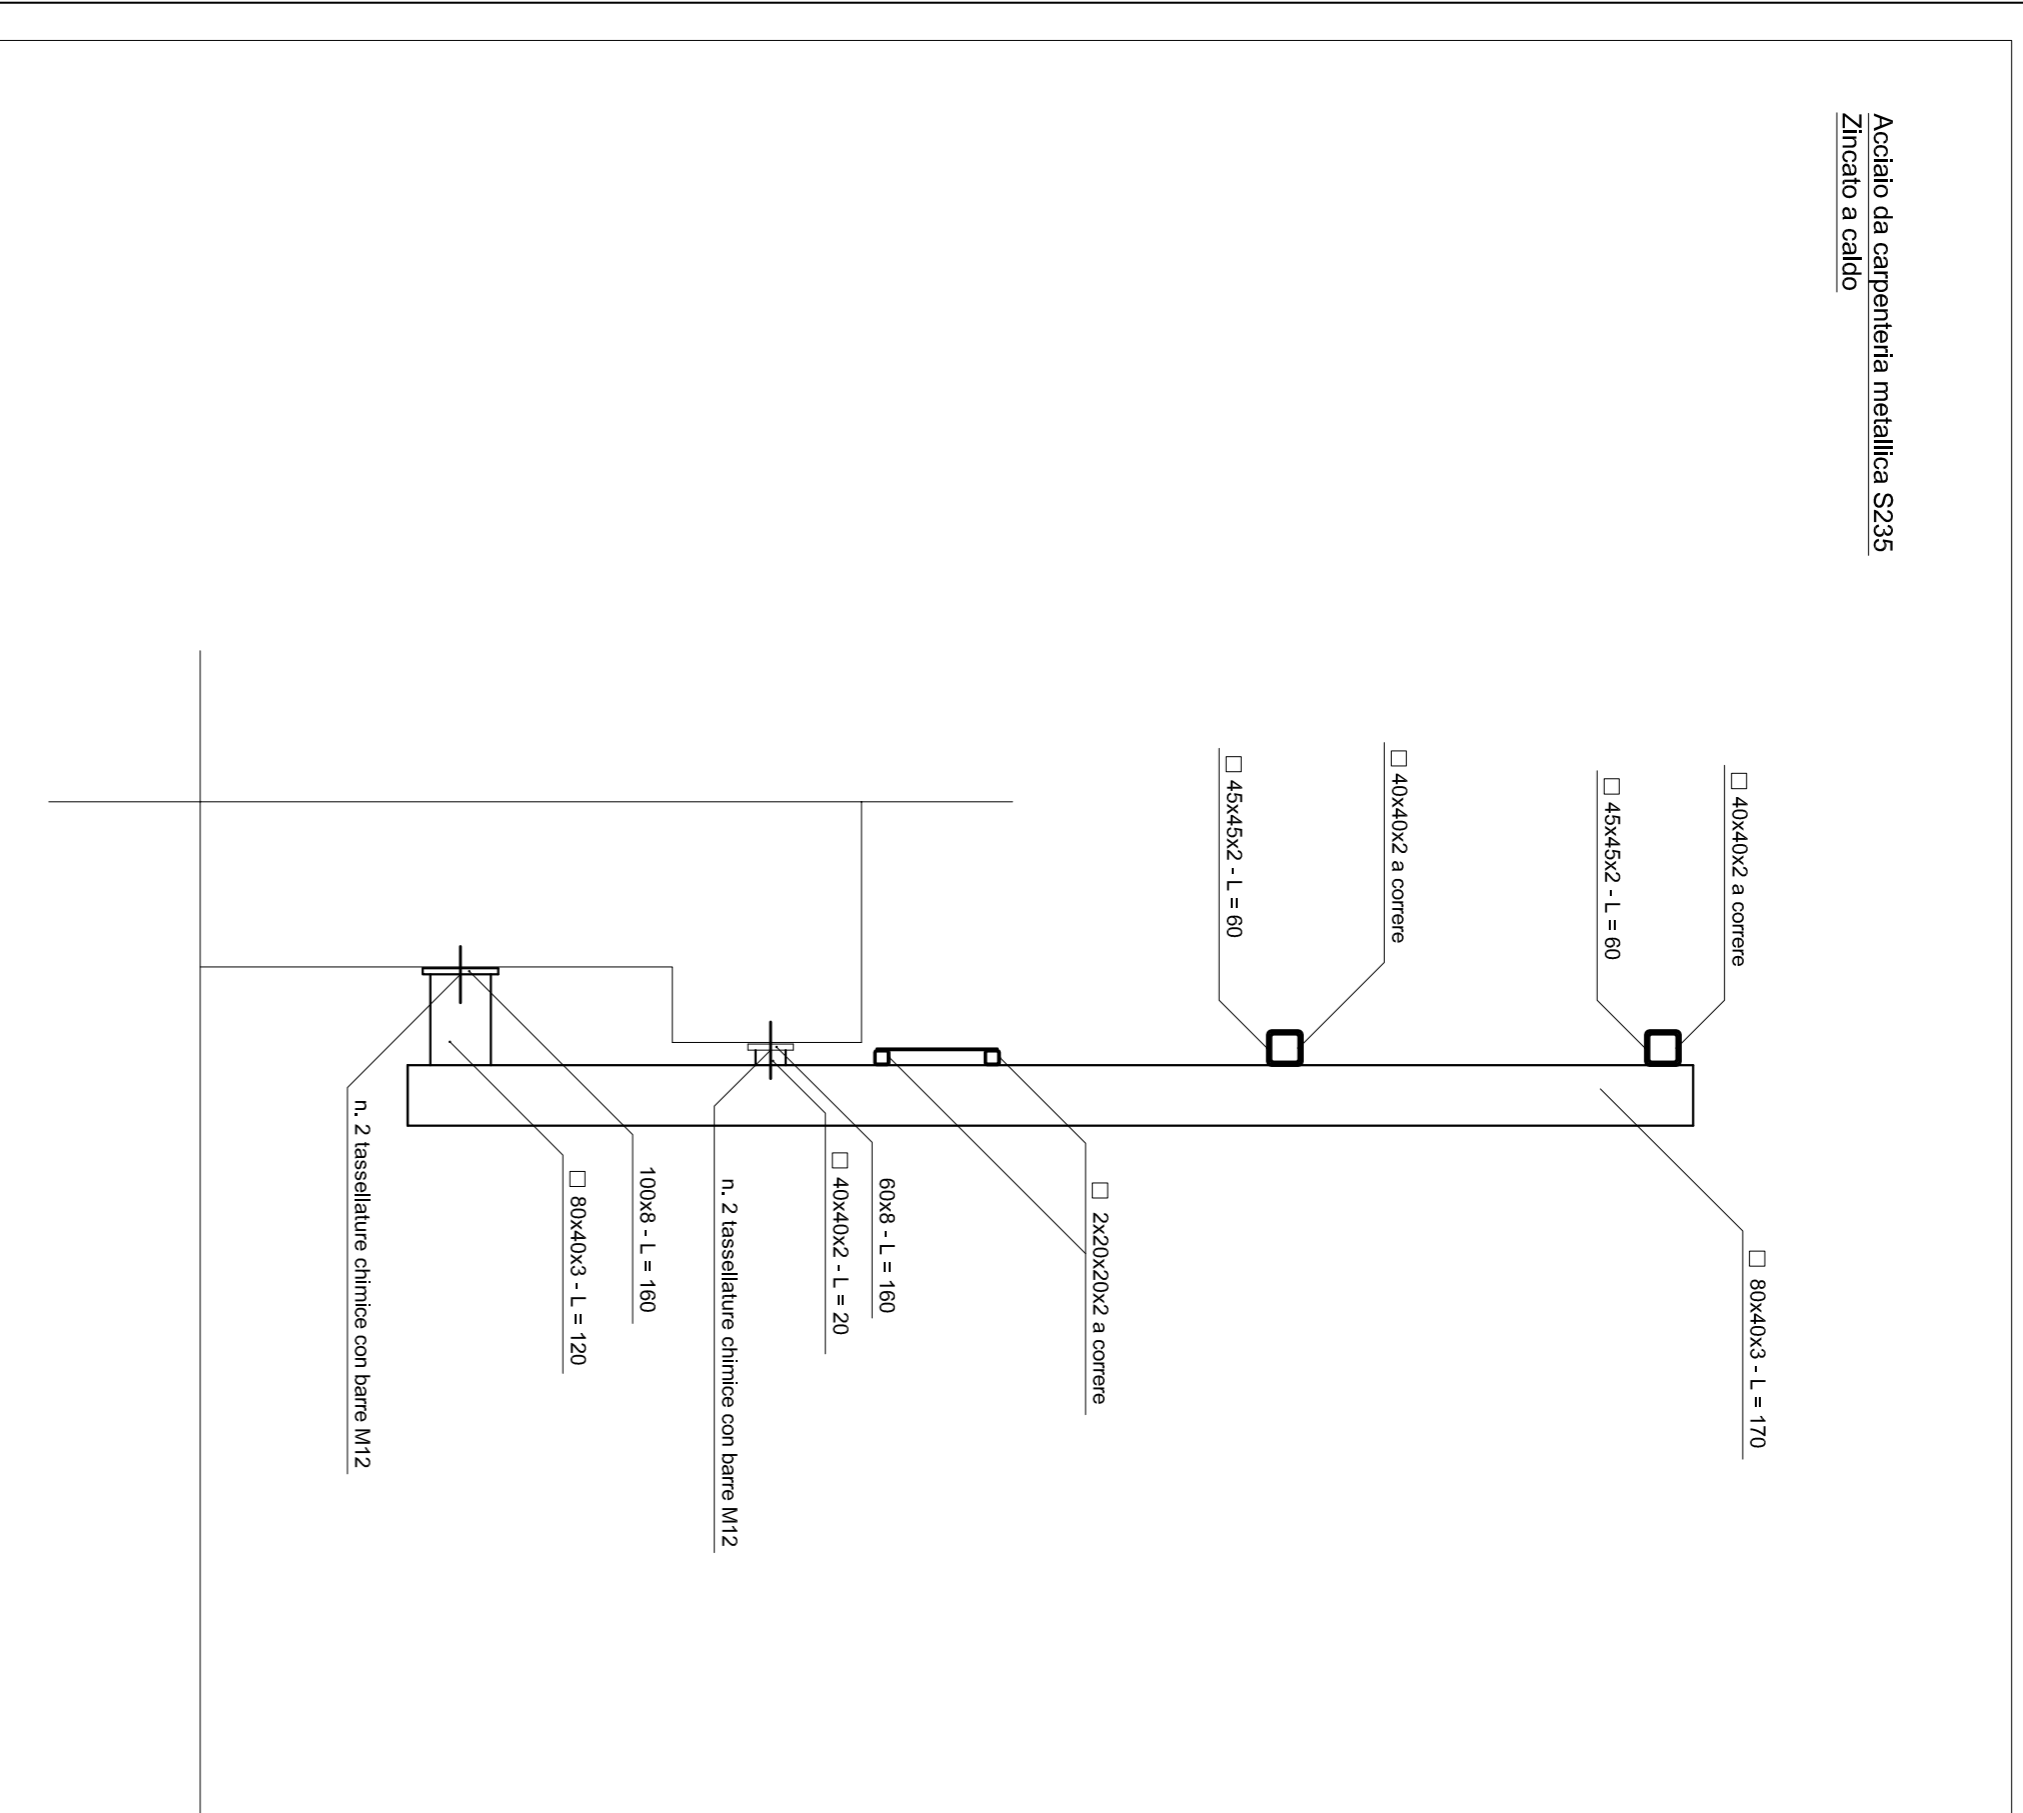 Acciaio da carpenteria metallica S235
Zincato a caldo
□ 40x40x2 a correre
□ 45x45x2 - L = 60
□ 40x40x2 a correre
□ 45x45x2 - L = 60
□ 80x40x3 - L = 170
□ 2x20x20x2 a correre
60x8 - L = 160
□ 40x40x2 - L = 20
n. 2 tassellature chimice con barre M12
100x8 - L = 160
□ 80x40x3 - L = 120
n. 2 tassellature chimice con barre M12